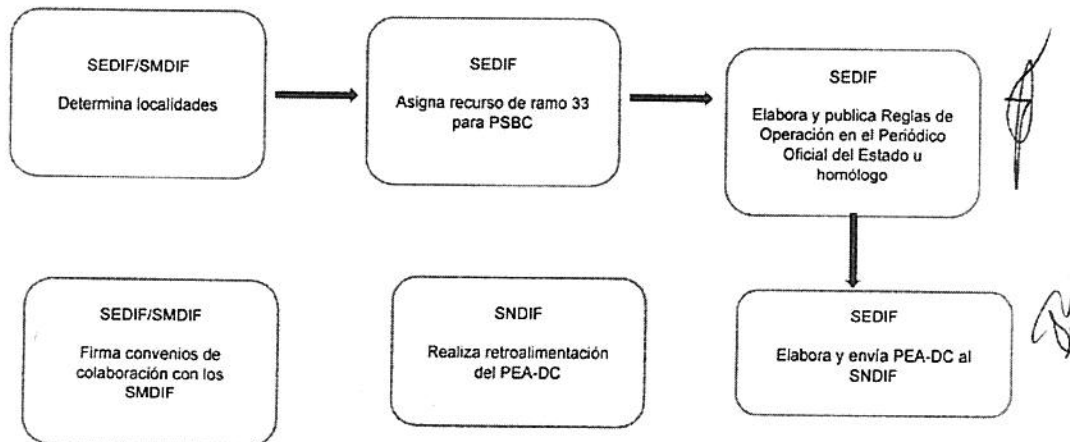 SEDIF/SMDIF
Determina localidades
SEDIF
Asigna recurso de ramo 33
para PSBC
SEDIF
Elabora y publica Reglas de
Operación en el Periódico
Oficial del Estado u
homólogo
SEDIF/SMDIF
Firma convenios de
colaboración con los
SMDIF
SNDIF
Realiza retroalimentación
del PEA-DC
SEDIF
Elabora y envía PEA-DC al
SNDIF